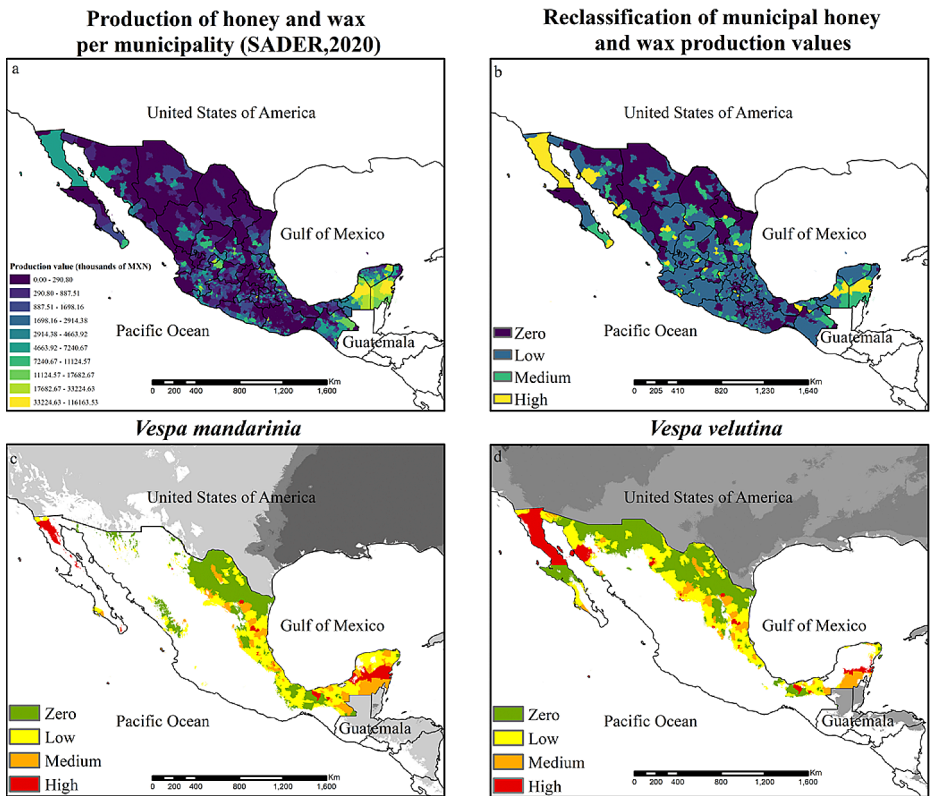 Production of honey and wax
per municipality (SADER,2020)
Reclassification of municipal honey
and wax production values
a
United States of America
Gulf of Mexico
Production value (thousands of MXN)
0.00 - 290.80
290.80 - 887.51
887.51 - 1698.16
1698.16 - 2914.38
2914.38 - 4663.92
4663.92 - 7240.67
7240.67 - 11124.57
11124.57 - 17682.67
17682.67 - 33224.63
33224.63 - 116163.53
Pacific Ocean
Guatemala
Km
0 200 400 800 1,200 1,600
b
United States of America
Gulf of Mexico
Pacific Ocean
Guatemala
Zero
Low
Medium
High
Km
0 205 410 820 1,230 1,640
Vespa mandarinia
Vespa velutina
c
United States of America
Gulf of Mexico
Pacific Ocean
Guatemala
Zero
Low
Medium
High
Km
0 200 400 800 1,200 1,600
d
United States of America
Gulf of Mexico
Pacific Ocean
Guatemala
Zero
Low
Medium
High
Km
0 200 400 800 1,200 1,600